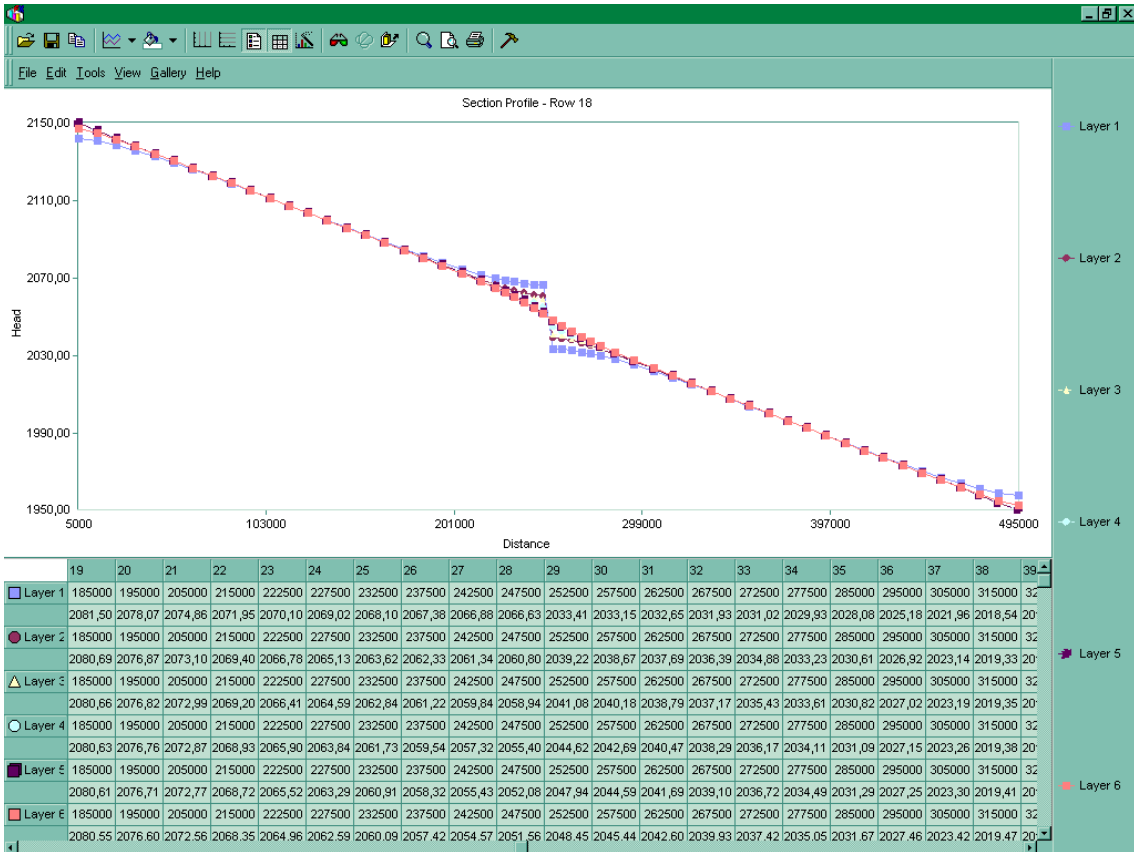 File Edit Tools View Gallery Help
Section Profile - Row 18
2150,00
2110,00
2070,00
2030,00
1990,00
1950,00
Head
5000 103000 201000 299000 397000 495000
Distance
Layer 1
Layer 2
Layer 3
Layer 4
Layer 5
Layer 6
19 20 21 22 23 24 25 26 27 28 29 30 31 32 33 34 35 36 37 38 39
Layer 1 185000 195000 205000 215000 222500 227500 232500 237500 242500 247500 252500 257500 262500 267500 272500 277500 285000 295000 305000 315000 32
2081,50 2078,07 2074,86 2071,95 2070,10 2069,02 2068,10 2067,38 2066,88 2066,63 2033,41 2033,15 2032,65 2031,93 2031,02 2029,93 2028,08 2025,18 2021,96 2018,54 20
Layer 2 185000 195000 205000 215000 222500 227500 232500 237500 242500 247500 252500 257500 262500 267500 272500 277500 285000 295000 305000 315000 32
2080,69 2076,87 2073,10 2069,40 2066,78 2065,13 2063,62 2062,33 2061,34 2060,80 2039,22 2038,67 2037,69 2036,39 2034,88 2033,23 2030,61 2026,92 2023,14 2019,33 20
Layer 3 185000 195000 205000 215000 222500 227500 232500 237500 242500 247500 252500 257500 262500 267500 272500 277500 285000 295000 305000 315000 32
2080,66 2076,82 2072,99 2069,20 2066,41 2064,59 2062,84 2061,22 2059,84 2058,94 2041,08 2040,18 2038,79 2037,17 2035,43 2033,61 2030,82 2027,02 2023,19 2019,35 20
Layer 4 185000 195000 205000 215000 222500 227500 232500 237500 242500 247500 252500 257500 262500 267500 272500 277500 285000 295000 305000 315000 32
2080,63 2076,76 2072,87 2068,93 2065,90 2063,84 2061,73 2059,54 2057,32 2055,40 2044,62 2042,69 2040,47 2038,29 2036,17 2034,11 2031,09 2027,15 2023,26 2019,38 20
Layer 5 185000 195000 205000 215000 222500 227500 232500 237500 242500 247500 252500 257500 262500 267500 272500 277500 285000 295000 305000 315000 32
2080,61 2076,71 2072,77 2068,72 2065,52 2063,29 2060,91 2058,32 2055,43 2052,08 2047,94 2044,59 2041,69 2039,10 2036,72 2034,49 2031,29 2027,25 2023,30 2019,41 20
Layer 6 185000 195000 205000 215000 222500 227500 232500 237500 242500 247500 252500 257500 262500 267500 272500 277500 285000 295000 305000 315000 32
2080,55 2076,60 2072,56 2068,35 2064,96 2062,59 2060,09 2057,42 2054,57 2051,56 2048,45 2045,44 2042,60 2039,93 2037,42 2035,05 2031,67 2027,46 2023,42 2019,47 20